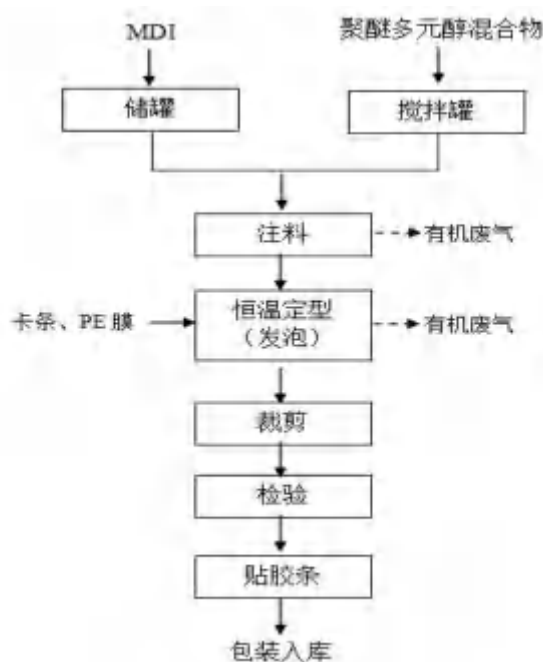 MDI
聚醚多元醇混合物
储罐
搅拌罐
注料
有机废气
卡条、PE 膜
恒温定型
（发泡）
有机废气
裁剪
检验
贴胶条
包装入库